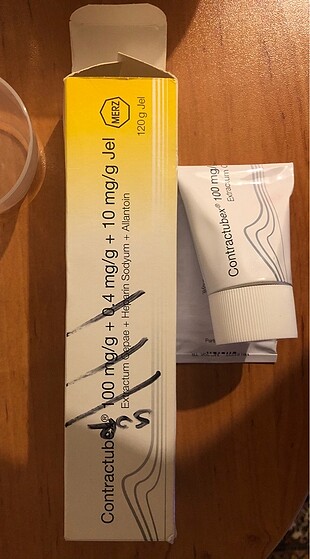 MERZ
120 g Jel
Contractubex® 100 mg/g + 0.4 mg/g + 10 mg/g Jel
Extractum Cepae + Heparin Sodyum + Allantoin
Contractubex® 100 mg/
Extractum